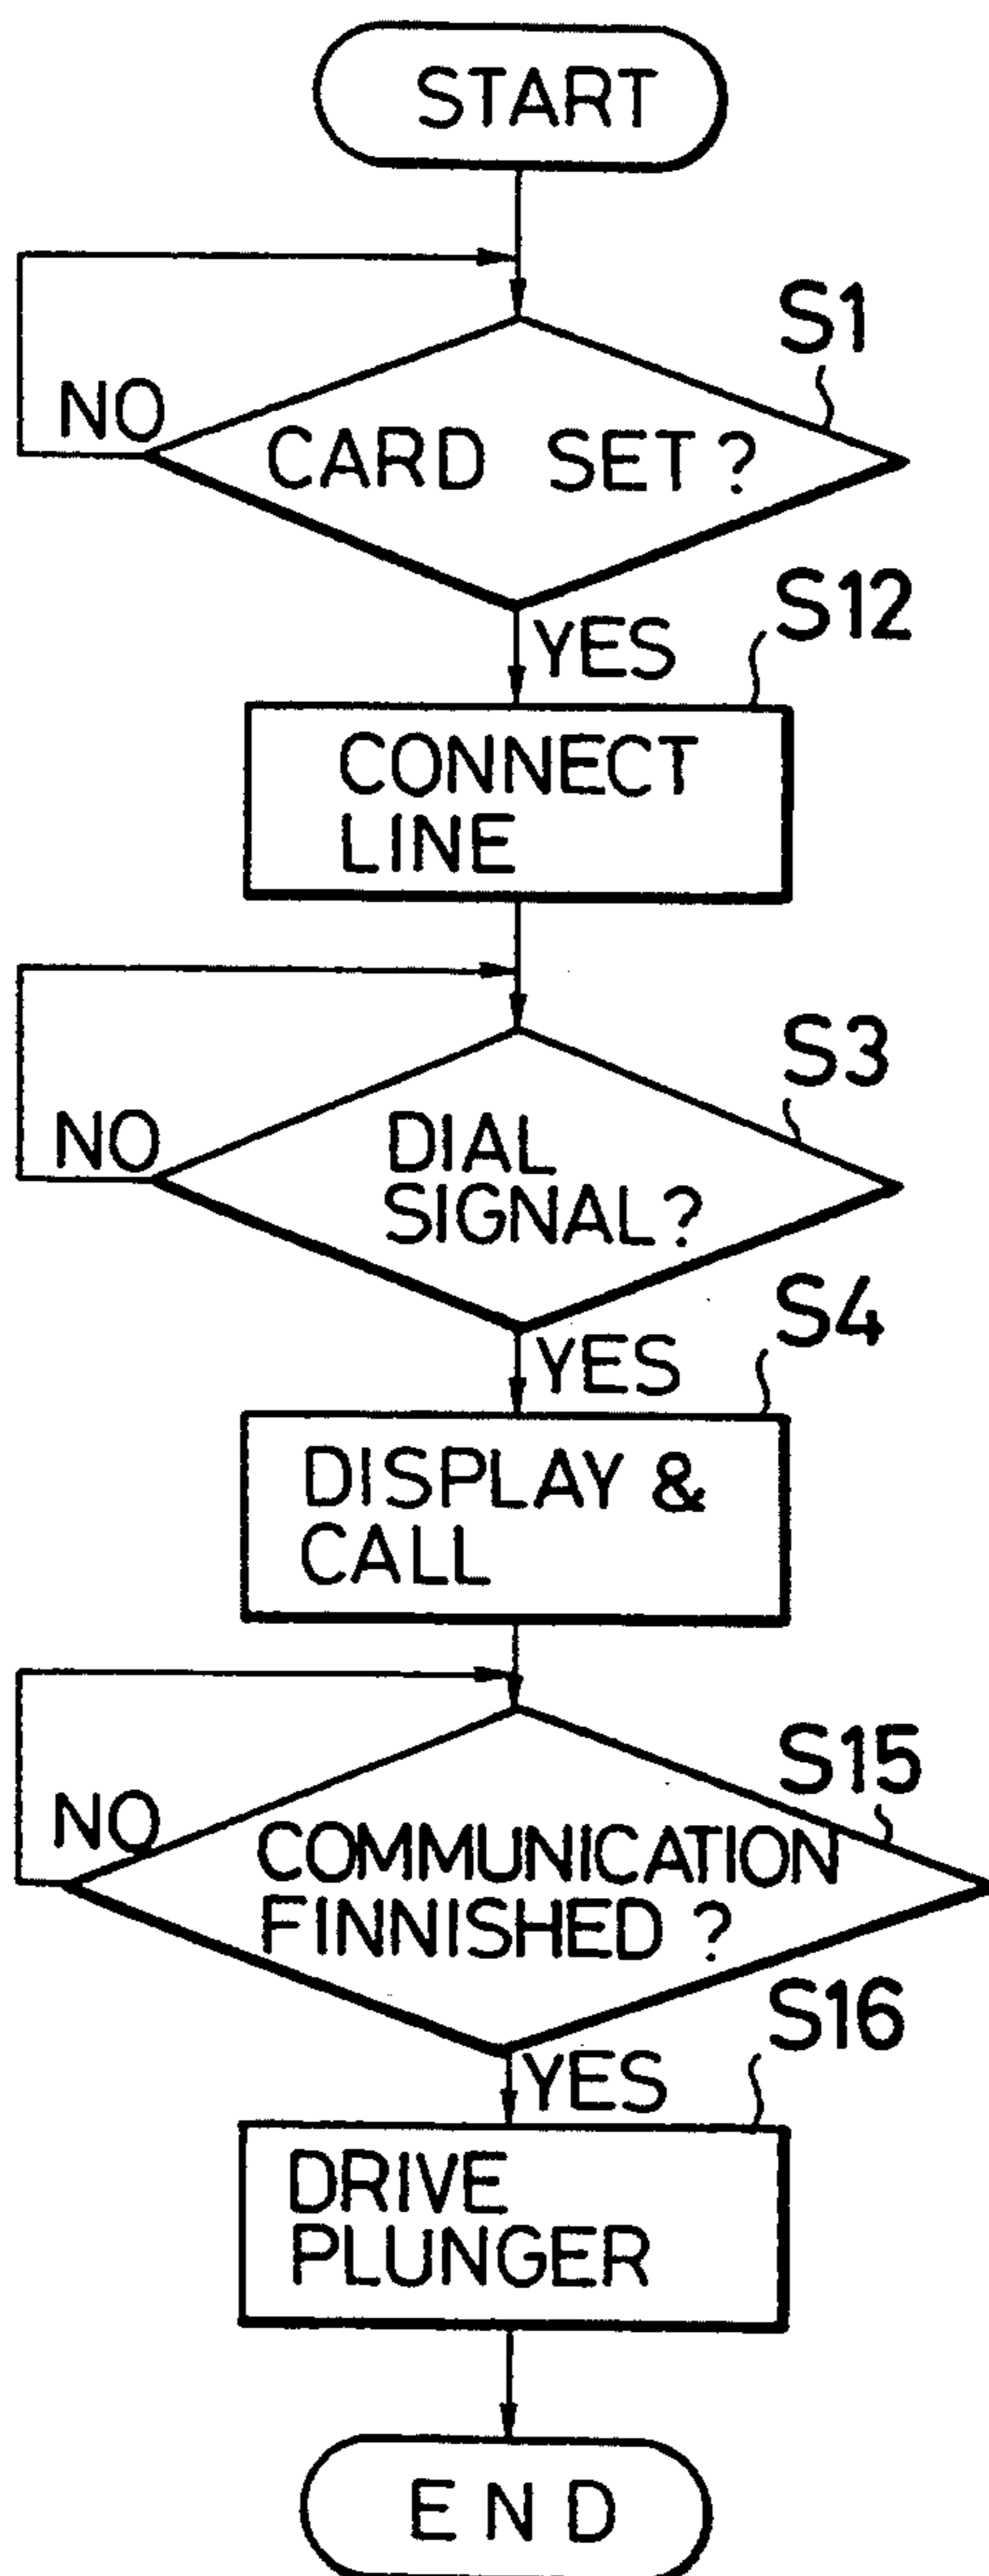 START
S1
NO
CARD SET ?
S12
YES
CONNECT
LINE
S3
NO
DIAL
SIGNAL?
S4
YES
DISPLAY &
CALL
S15
NO
COMMUNICATION
FINNISHED ?
S16
YES
DRIVE
PLUNGER
END